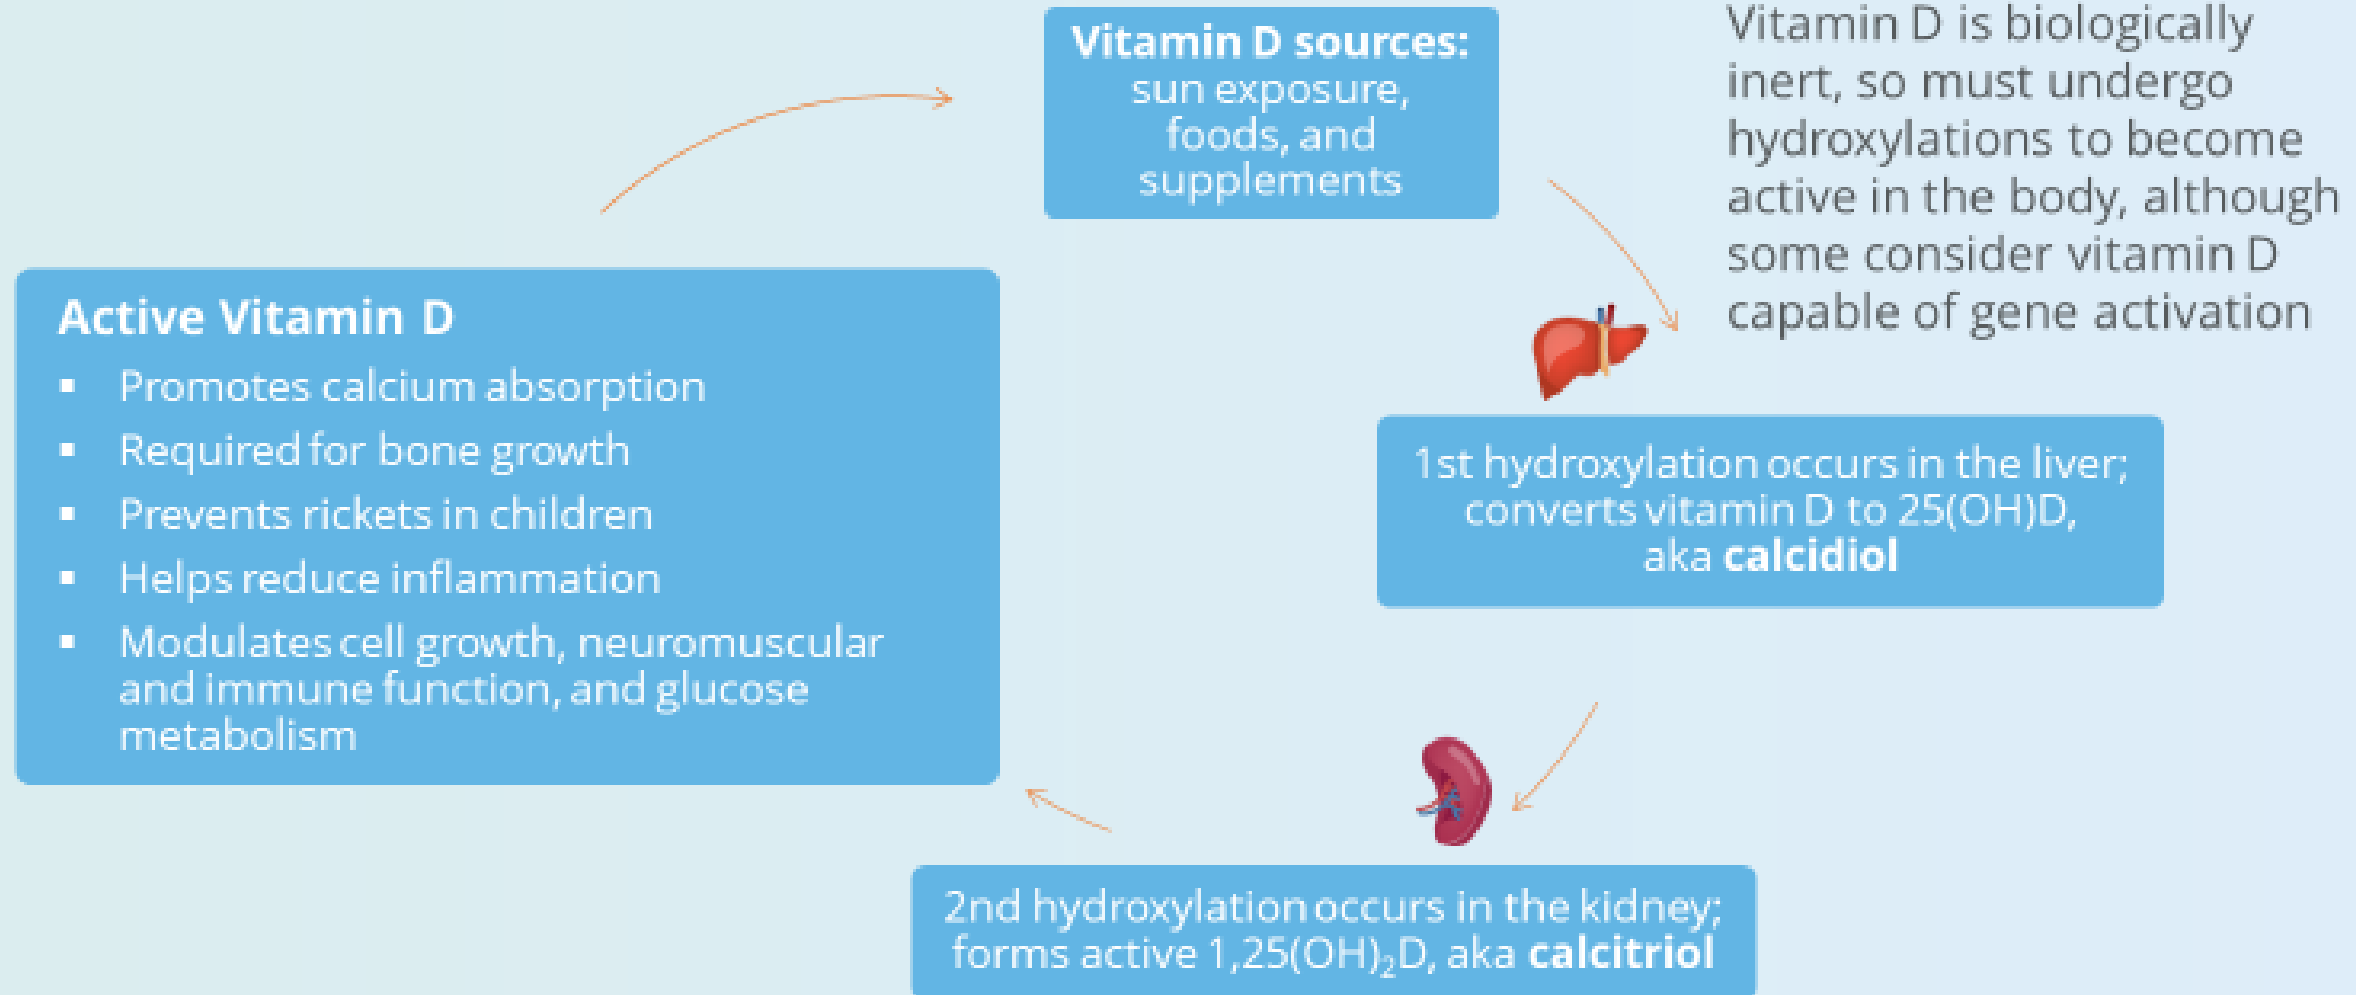 Vitamin D sources:
sun exposure,
foods, and
supplements
Vitamin D is biologically
inert, so must undergo
hydroxylations to become
active in the body, although
some consider vitamin D
capable of gene activation
1st hydroxylation occurs in the liver;
converts vitamin D to 25(OH)D,
aka calcidiol
2nd hydroxylation occurs in the kidney;
forms active 1,25(OH)₂D, aka calcitriol
Active Vitamin D
▪ Promotes calcium absorption
▪ Required for bone growth
▪ Prevents rickets in children
▪ Helps reduce inflammation
▪ Modulates cell growth, neuromuscular
and immune function, and glucose
metabolism